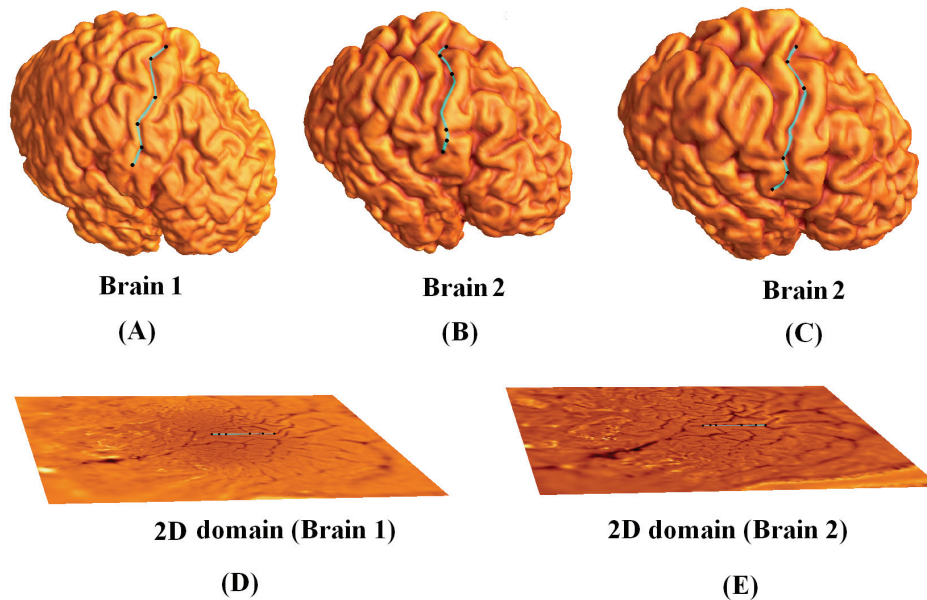 Brain 1
Brain 2
Brain 2
(A)
(B)
(C)
2D domain (Brain 1)
2D domain (Brain 2)
(D)
(E)